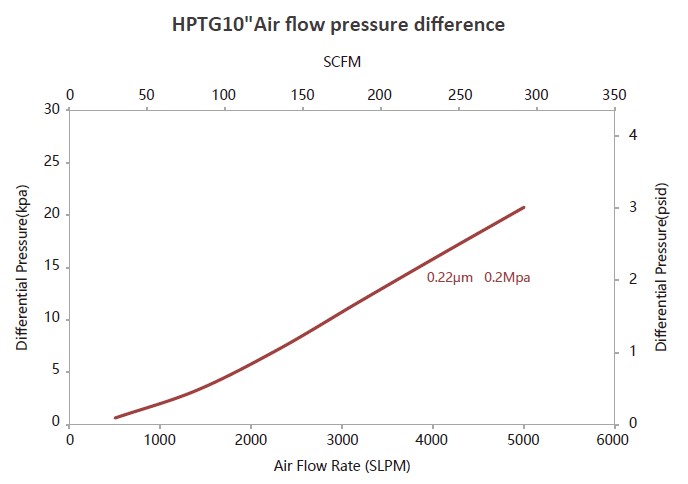 HPTG10"Air flow pressure difference
SCFM
0 50 100 150 200 250 300 350
30
25
20
15
10
5
0
Differential Pressure(kpa)
4
3
2
1
0
Differential Pressure(psid)
0.22μm 0.2Mpa
0 1000 2000 3000 4000 5000 6000
Air Flow Rate (SLPM)